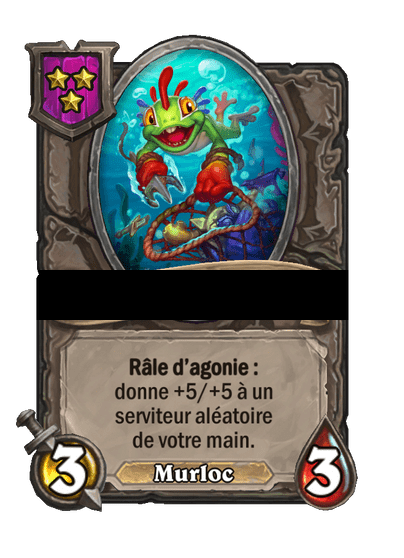 Râle d'agonie :
donne +5/+5 à un
serviteur aléatoire
de votre main.
3
Murloc
3